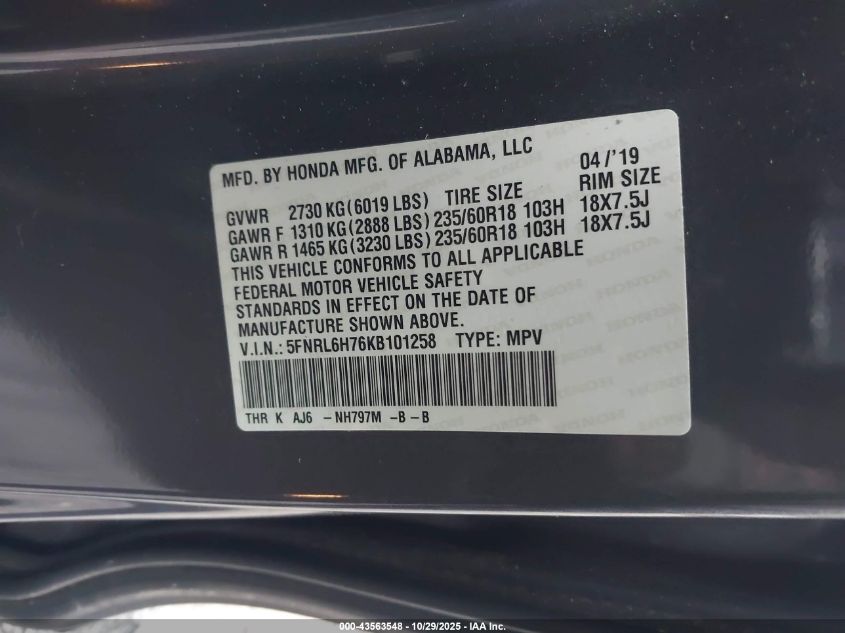 MFD. BY HONDA MFG. OF ALABAMA, LLC 04/'19
GVWR 2730 KG(6019 LBS) TIRE SIZE RIM SIZE
GAWR F 1310 KG(2888 LBS) 235/60R18 103H 18X7.5J
GAWR R 1465 KG(3230 LBS) 235/60R18 103H 18X7.5J
THIS VEHICLE CONFORMS TO ALL APPLICABLE
FEDERAL MOTOR VEHICLE SAFETY
STANDARDS IN EFFECT ON THE DATE OF
MANUFACTURE SHOWN ABOVE.
V.I.N.: 5FNRL6H76KB101258 TYPE: MPV
THR K AJ6 -NH797M -B-B
000-43563548 - 10/29/2025 - IAA Inc.